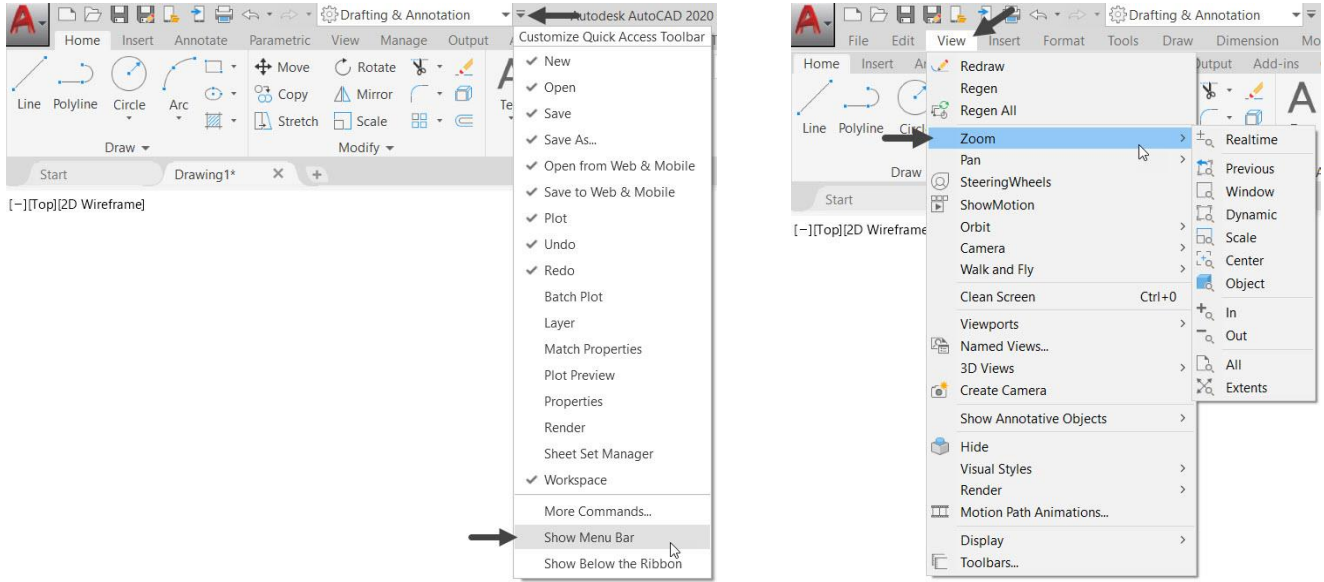 Drafting & Annotation
Autodesk AutoCAD 2020
Home Insert Annotate Parametric View Manage Output
Customize Quick Access Toolbar
Line Polyline Circle Arc
Move Rotate
Copy Mirror
Stretch Scale
Te
Draw Modify
Start Drawing1* +
[−][Top][2D Wireframe]
New
Open
Save
Save As...
Open from Web & Mobile
Save to Web & Mobile
Plot
Undo
Redo
Batch Plot
Layer
Match Properties
Plot Preview
Properties
Render
Sheet Set Manager
Workspace
More Commands...
Show Menu Bar
Show Below the Ribbon
Drafting & Annotation
File Edit View Insert Format Tools Draw Dimension Mo
Home Insert
Output Add-ins
Line Polyline
Draw
Start
[−][Top][2D Wireframe
Redraw
Regen
Regen All
Zoom
Pan
SteeringWheels
ShowMotion
Orbit
Camera
Walk and Fly
Clean Screen Ctrl+0
Viewports
Named Views...
3D Views
Create Camera
Show Annotative Objects
Hide
Visual Styles
Render
Motion Path Animations...
Display
Toolbars...
Realtime
Previous
Window
Dynamic
Scale
Center
Object
In
Out
All
Extents